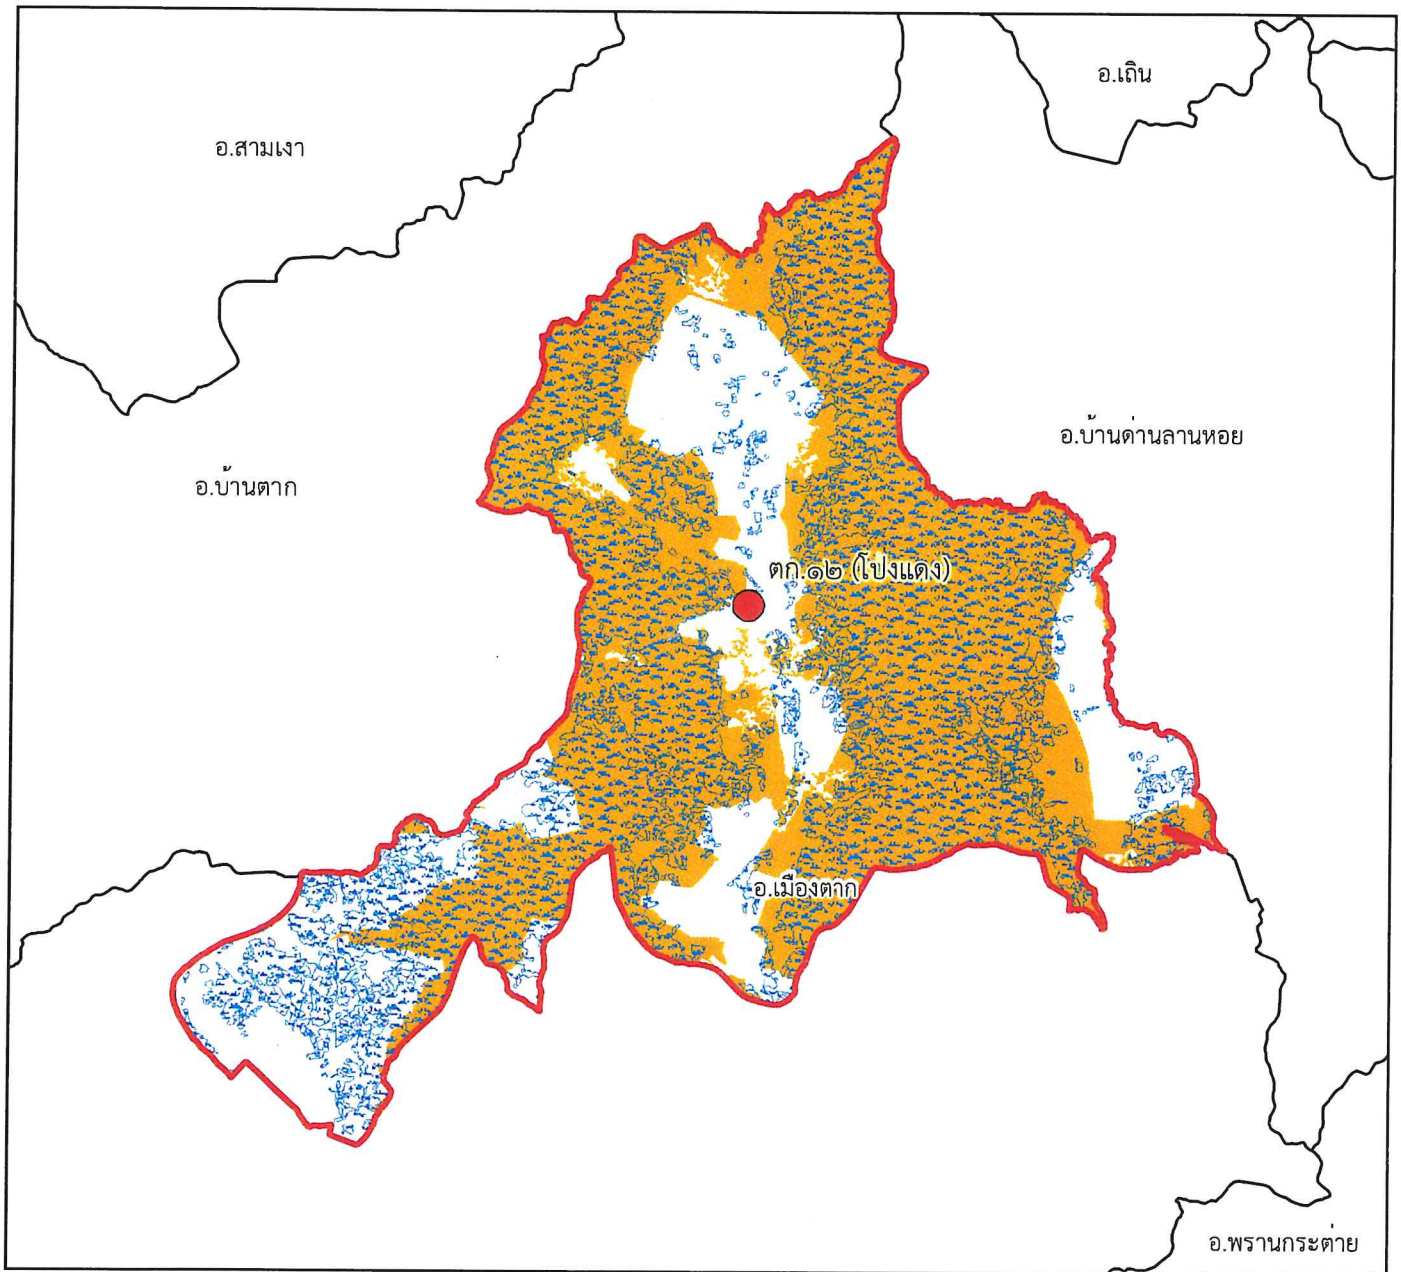 อ.เถิน
อ.สามเงา
อ.บ้านด่านลานหอย
อ.บ้านตาก
ตก.๑๒ (โป่งแดง)
อ.เมืองตาก
อ.พรานกระต่าย